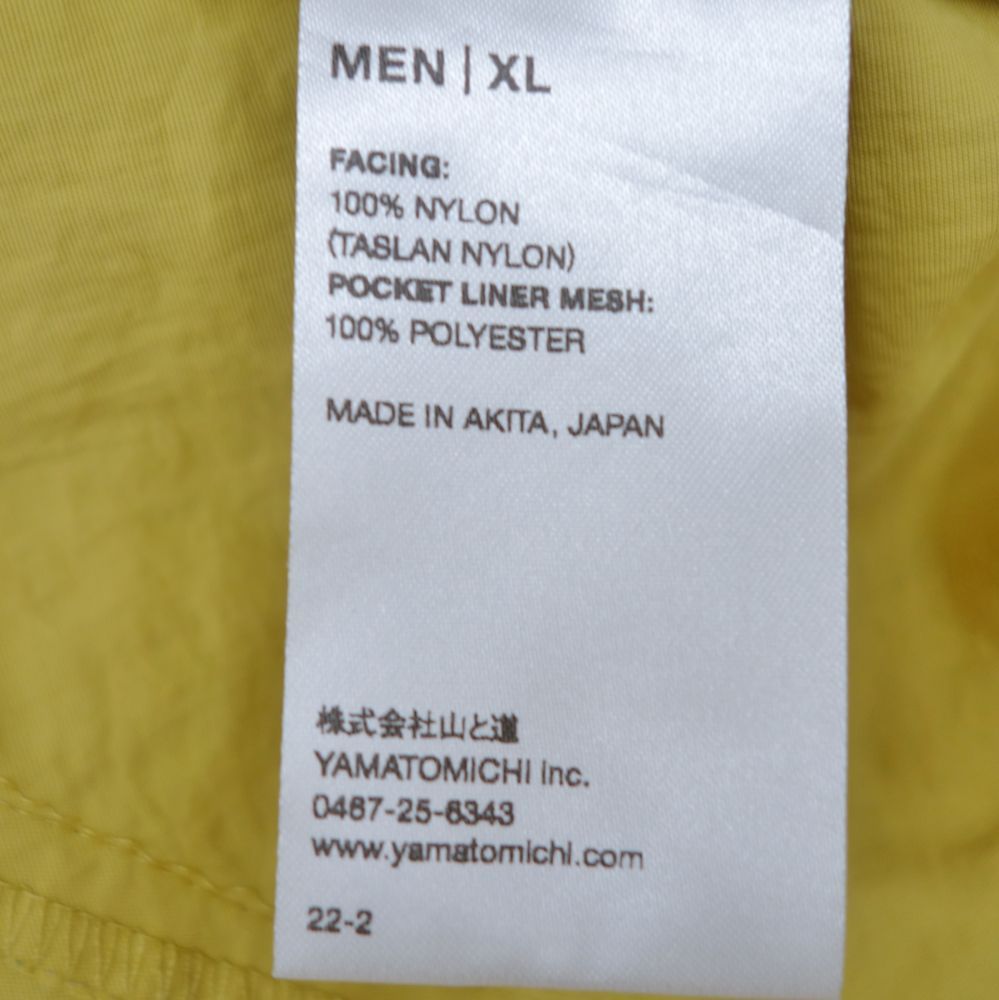 MEN | XL
FACING:
100% NYLON
(TASLAN NYLON)
POCKET LINER MESH:
100% POLYESTER
MADE IN AKITA, JAPAN
株式会社山と道
YAMATOMICHI Inc.
0467-25-6343
www.yamatomichi.com
22-2